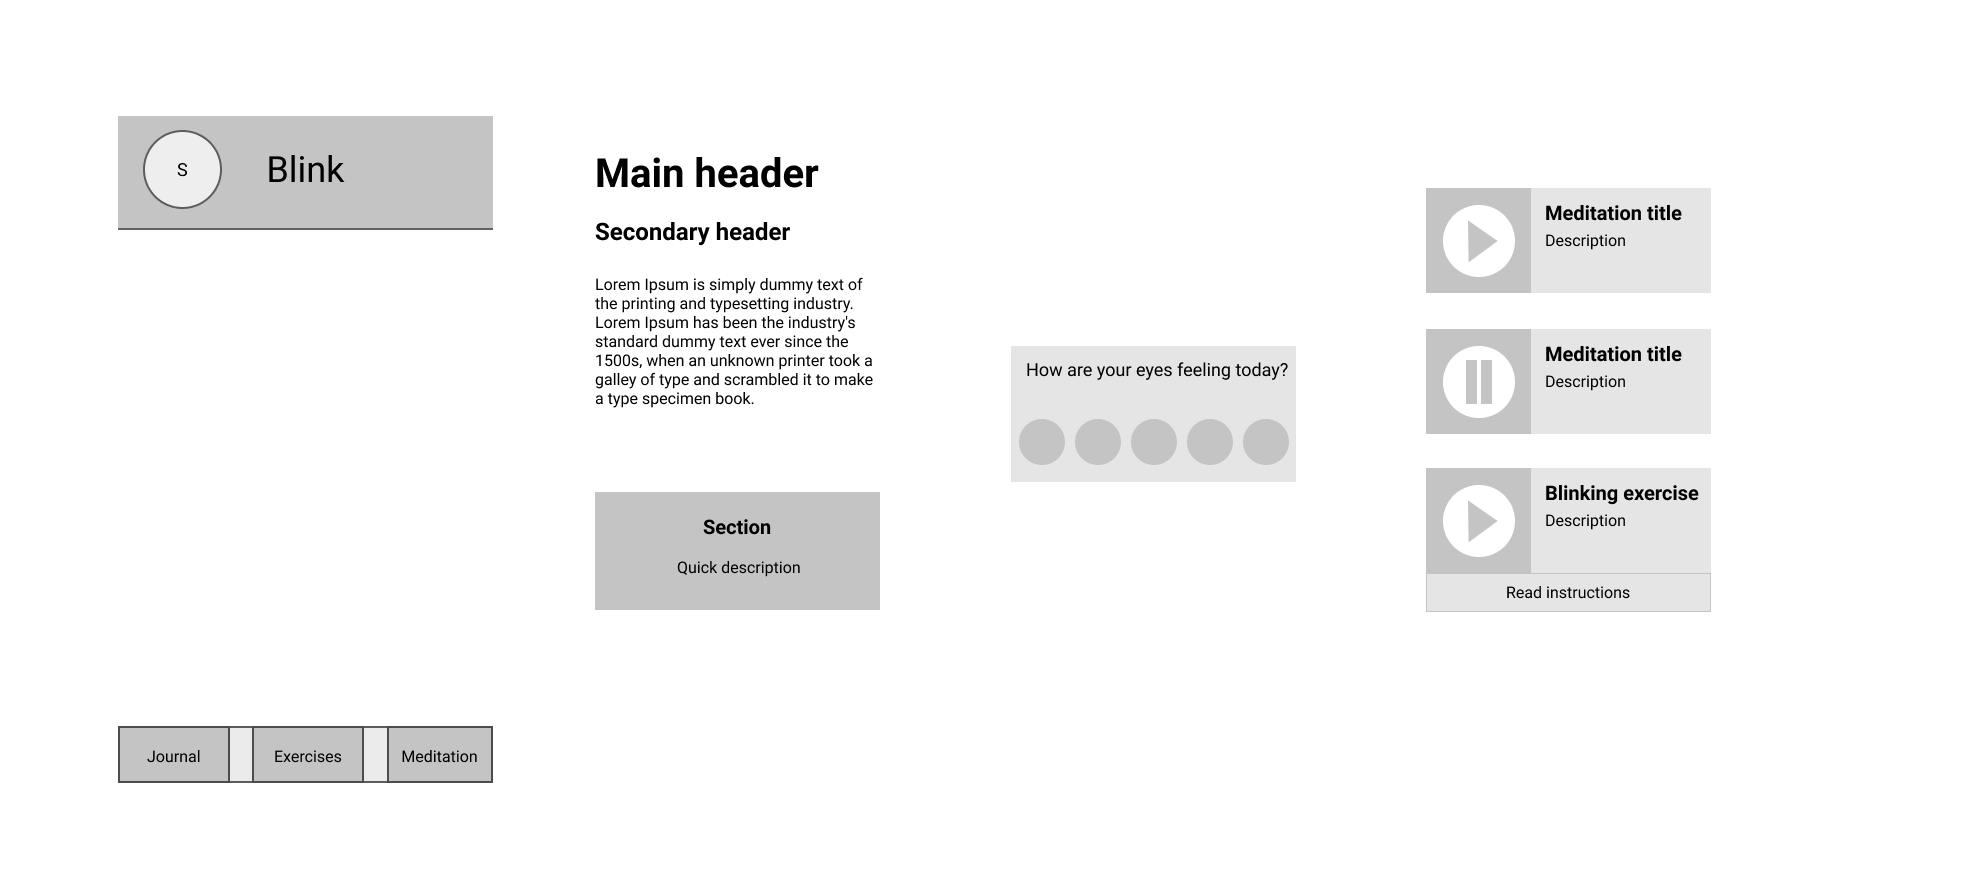 S
Blink
Journal
Exercises
Meditation
Main header
Secondary header
Lorem Ipsum is simply dummy text of
the printing and typesetting industry.
Lorem Ipsum has been the industry's
standard dummy text ever since the
1500s, when an unknown printer took a
galley of type and scrambled it to make
a type specimen book.
Section
Quick description
How are your eyes feeling today?
Meditation title
Description
Meditation title
Description
Blinking exercise
Description
Read instructions